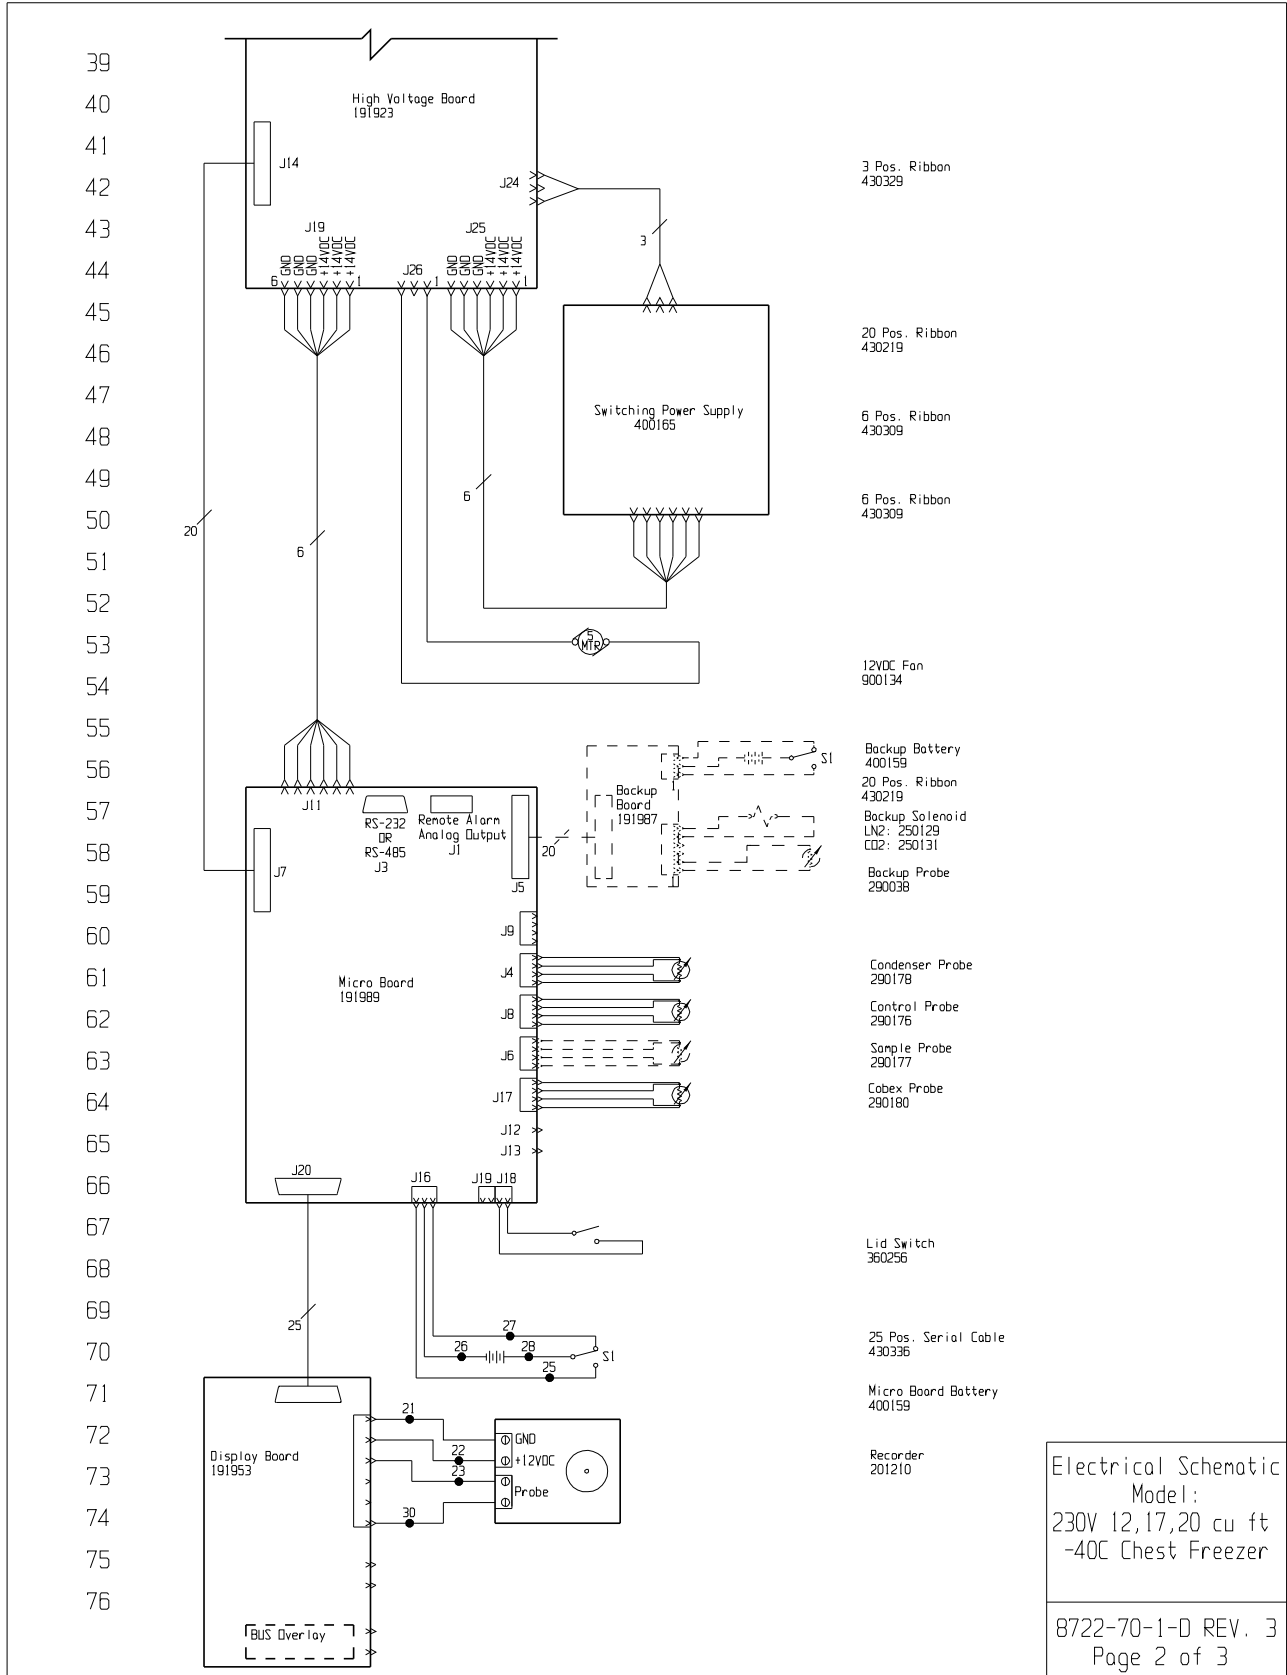 39
40
41
42
43
44
45
46
47
48
49
50
51
52
53
54
55
56
57
58
59
60
61
62
63
64
65
66
67
68
69
70
71
72
73
74
75
76
High Voltage Board
191923
J14
J24
J19
GND
GND
GND
+14VDC
+14VDC
+14VDC
6
1
J26
1
J25
GND
GND
GND
+14VDC
+14VDC
+14VDC
1
3
Switching Power Supply
400165
6
20
6
5
MTR
J11
RS-232
OR
RS-485
J3
Remote Alarm
Analog Output
J1
J5
20
Backup
Board
191987
1
1
S1
J7
J9
J4
Micro Board
191989
J8
J6
J17
J12
J13
J20
J16
J19
J18
25
27
26
28
25
S1
Display Board
191953
21
22
23
30
GND
+12VDC
Probe
BUS Overlay
3 Pos. Ribbon
430329
20 Pos. Ribbon
430219
6 Pos. Ribbon
430309
6 Pos. Ribbon
430309
12VDC Fan
900134
Backup Battery
400159
20 Pos. Ribbon
430219
Backup Solenoid
LN2: 250129
CO2: 250131
Backup Probe
290038
Condenser Probe
290178
Control Probe
290176
Sample Probe
290177
Cobex Probe
290180
Lid Switch
360256
25 Pos. Serial Cable
430336
Micro Board Battery
400159
Recorder
201210
Electrical Schematic
Model:
230V 12,17,20 cu ft
-40C Chest Freezer
8722-70-1-D REV. 3
Page 2 of 3